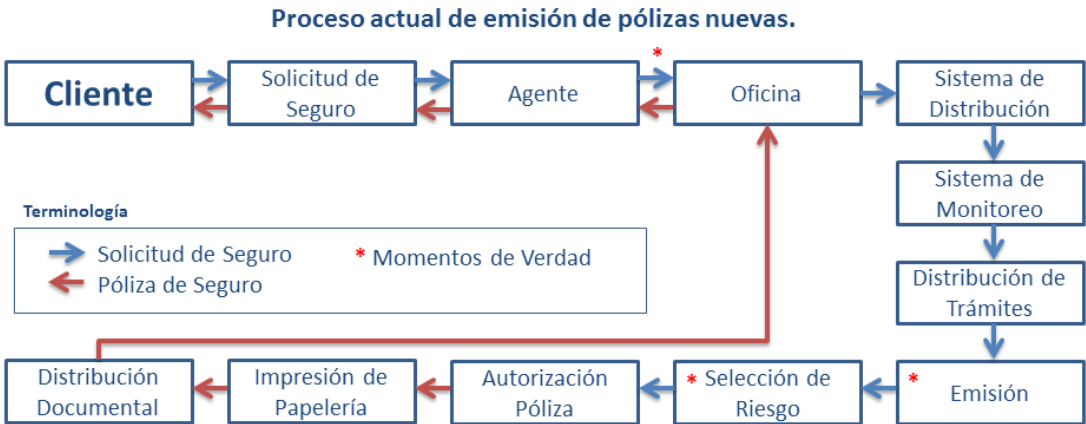 Proceso actual de emisión de pólizas nuevas.
*
Cliente
Solicitud de
Seguro
Agente
Oficina
Sistema de
Distribución
Sistema de
Monitoreo
Terminología
Solicitud de Seguro
* Momentos de Verdad
Póliza de Seguro
Distribución de
Trámites
Distribución
Documental
Impresión de
Papelería
Autorización
Póliza
* Selección de
Riesgo
*
Emisión